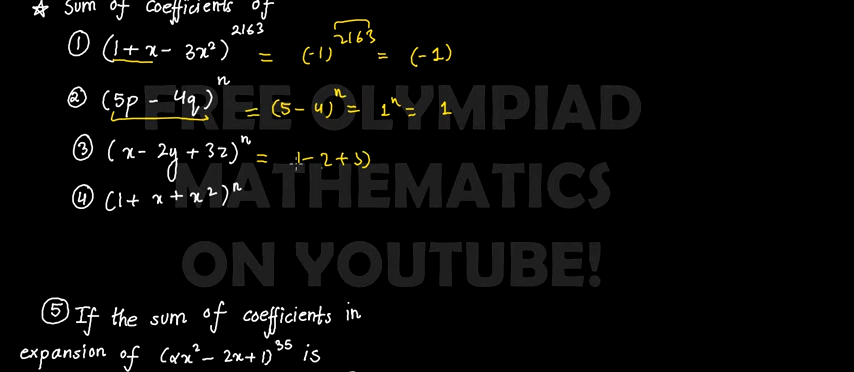 ☆ Sum of coefficients of
① (1 + x - 3x²)²¹⁶³ = (-1)²¹⁶³ = (-1)
② (5p - 4q)ⁿ = (5 - 4)ⁿ = 1ⁿ = 1
③ (x - 2y + 3z)ⁿ = 1 - 2 + 3)
④ (1 + x + x²)ⁿ
FREE OLYMPIAD
MATHEMATICS
ON YOUTUBE!
⑤ If the sum of coefficients in
expansion of (αx² - 2x + 1)³⁵ is